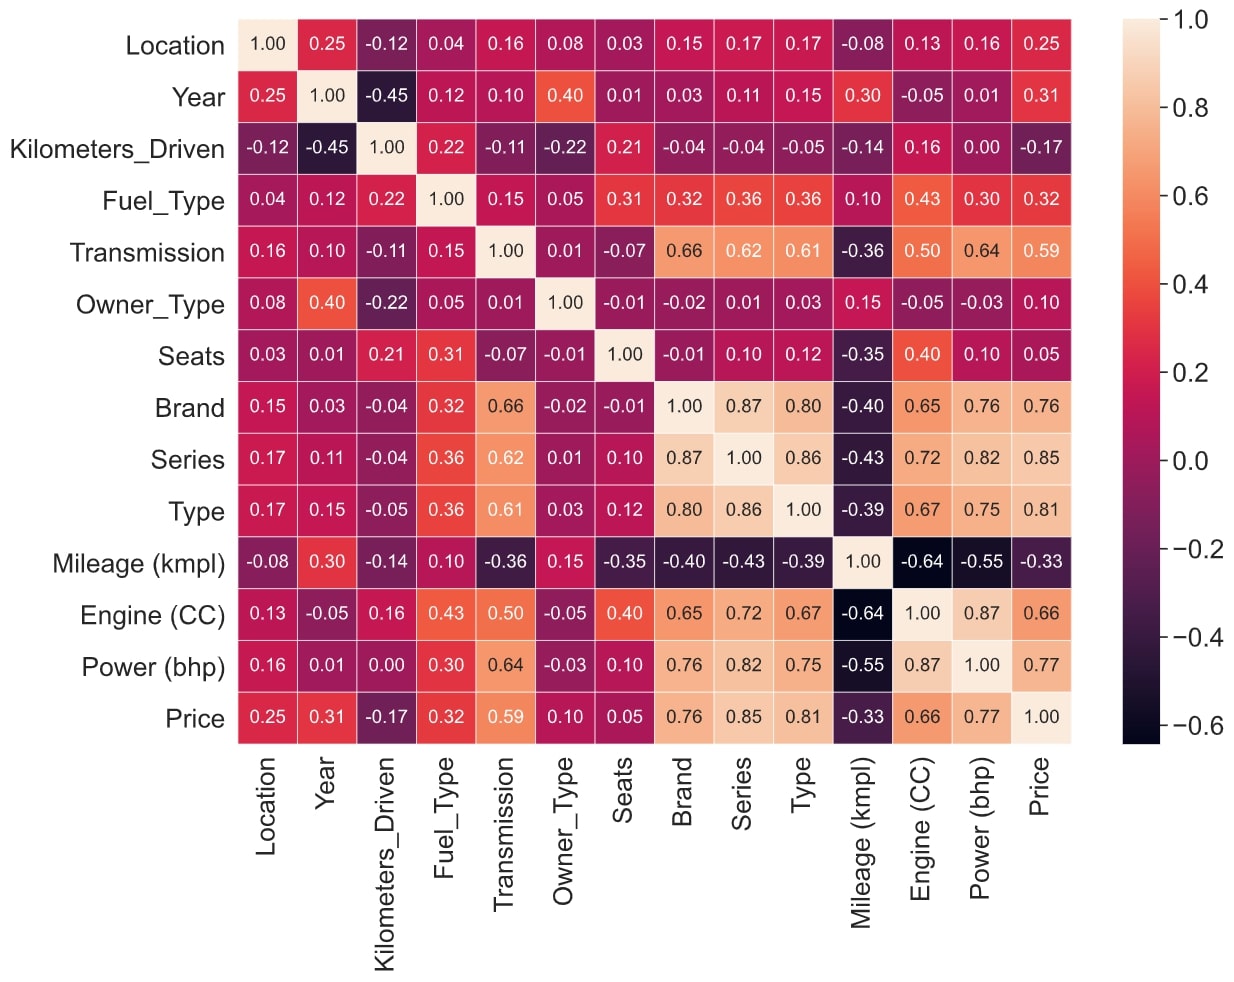 Location 1.00 0.25 -0.12 0.04 0.16 0.08 0.03 0.15 0.17 0.17 -0.08 0.13 0.16 0.25
Year 0.25 1.00 -0.45 0.12 0.10 0.40 0.01 0.03 0.11 0.15 0.30 -0.05 0.01 0.31
Kilometers_Driven -0.12 -0.45 1.00 0.22 -0.11 -0.22 0.21 -0.04 -0.04 -0.05 -0.14 0.16 0.00 -0.17
Fuel_Type 0.04 0.12 0.22 1.00 0.15 0.05 0.31 0.32 0.36 0.36 0.10 0.43 0.30 0.32
Transmission 0.16 0.10 -0.11 0.15 1.00 0.01 -0.07 0.66 0.62 0.61 -0.36 0.50 0.64 0.59
Owner_Type 0.08 0.40 -0.22 0.05 0.01 1.00 -0.01 -0.02 0.01 0.03 0.15 -0.05 -0.03 0.10
Seats 0.03 0.01 0.21 0.31 -0.07 -0.01 1.00 -0.01 0.10 0.12 -0.35 0.40 0.10 0.05
Brand 0.15 0.03 -0.04 0.32 0.66 -0.02 -0.01 1.00 0.87 0.80 -0.40 0.65 0.76 0.76
Series 0.17 0.11 -0.04 0.36 0.62 0.01 0.10 0.87 1.00 0.86 -0.43 0.72 0.82 0.85
Type 0.17 0.15 -0.05 0.36 0.61 0.03 0.12 0.80 0.86 1.00 -0.39 0.67 0.75 0.81
Mileage (kmpl) -0.08 0.30 -0.14 0.10 -0.36 0.15 -0.35 -0.40 -0.43 -0.39 1.00 -0.64 -0.55 -0.33
Engine (CC) 0.13 -0.05 0.16 0.43 0.50 -0.05 0.40 0.65 0.72 0.67 -0.64 1.00 0.87 0.66
Power (bhp) 0.16 0.01 0.00 0.30 0.64 -0.03 0.10 0.76 0.82 0.75 -0.55 0.87 1.00 0.77
Price 0.25 0.31 -0.17 0.32 0.59 0.10 0.05 0.76 0.85 0.81 -0.33 0.66 0.77 1.00
Location
Year
Kilometers_Driven
Fuel_Type
Transmission
Owner_Type
Seats
Brand
Series
Type
Mileage (kmpl)
Engine (CC)
Power (bhp)
Price
1.0
0.8
0.6
0.4
0.2
0.0
−0.2
−0.4
−0.6